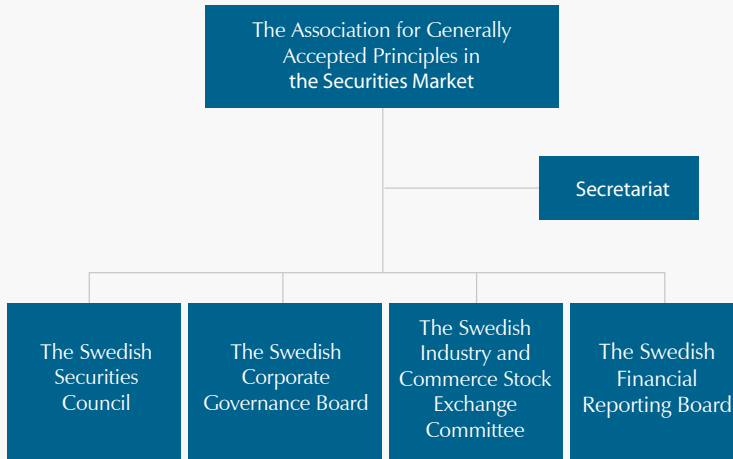 The Association for Generally
Accepted Principles in
the Securities Market
Secretariat
The Swedish
Securities
Council
The Swedish
Corporate
Governance Board
The Swedish
Industry and
Commerce Stock
Exchange
Committee
The Swedish
Financial
Reporting Board